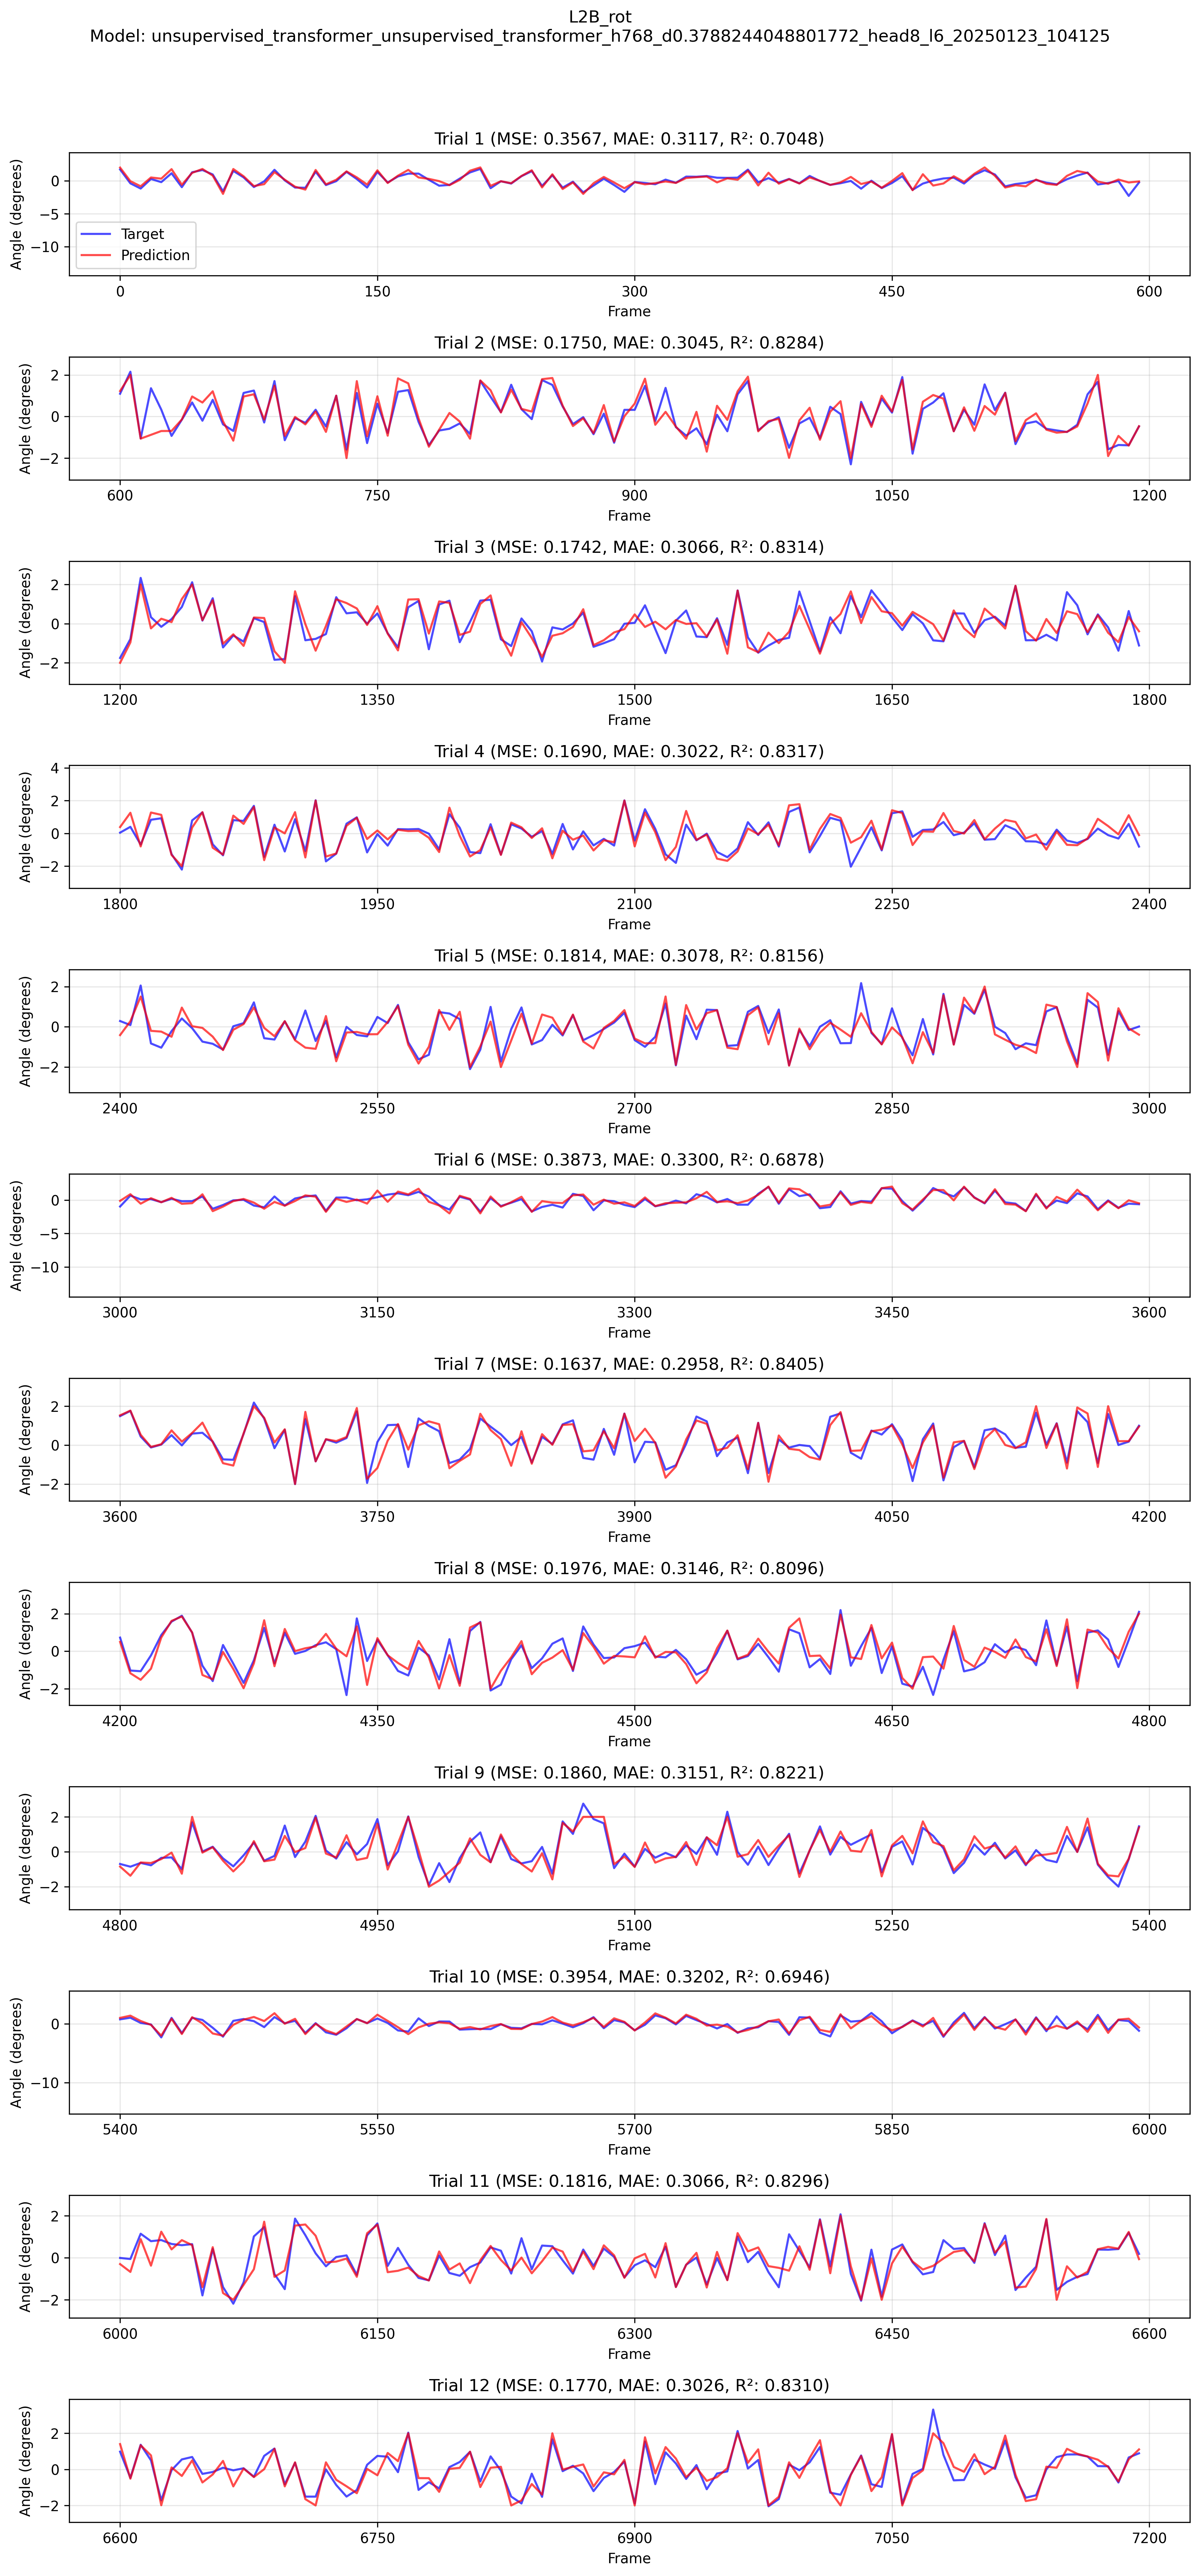 L2B_rot
Model: unsupervised_transformer_unsupervised_transformer_h768_d0.3788244048801772_head8_l6_20250123_104125
Trial 1 (MSE: 0.3567, MAE: 0.3117, R²: 0.7048)
Angle (degrees)
0
−5
−10
Target
Prediction
0 150 300 450 600
Frame
Trial 2 (MSE: 0.1750, MAE: 0.3045, R²: 0.8284)
Angle (degrees)
2
0
−2
600 750 900 1050 1200
Frame
Trial 3 (MSE: 0.1742, MAE: 0.3066, R²: 0.8314)
Angle (degrees)
2
0
−2
1200 1350 1500 1650 1800
Frame
Trial 4 (MSE: 0.1690, MAE: 0.3022, R²: 0.8317)
Angle (degrees)
4
2
0
−2
1800 1950 2100 2250 2400
Frame
Trial 5 (MSE: 0.1814, MAE: 0.3078, R²: 0.8156)
Angle (degrees)
2
0
−2
2400 2550 2700 2850 3000
Frame
Trial 6 (MSE: 0.3873, MAE: 0.3300, R²: 0.6878)
Angle (degrees)
0
−5
−10
3000 3150 3300 3450 3600
Frame
Trial 7 (MSE: 0.1637, MAE: 0.2958, R²: 0.8405)
Angle (degrees)
2
0
−2
3600 3750 3900 4050 4200
Frame
Trial 8 (MSE: 0.1976, MAE: 0.3146, R²: 0.8096)
Angle (degrees)
2
0
−2
4200 4350 4500 4650 4800
Frame
Trial 9 (MSE: 0.1860, MAE: 0.3151, R²: 0.8221)
Angle (degrees)
2
0
−2
4800 4950 5100 5250 5400
Frame
Trial 10 (MSE: 0.3954, MAE: 0.3202, R²: 0.6946)
Angle (degrees)
0
−10
5400 5550 5700 5850 6000
Frame
Trial 11 (MSE: 0.1816, MAE: 0.3066, R²: 0.8296)
Angle (degrees)
2
0
−2
6000 6150 6300 6450 6600
Frame
Trial 12 (MSE: 0.1770, MAE: 0.3026, R²: 0.8310)
Angle (degrees)
2
0
−2
6600 6750 6900 7050 7200
Frame